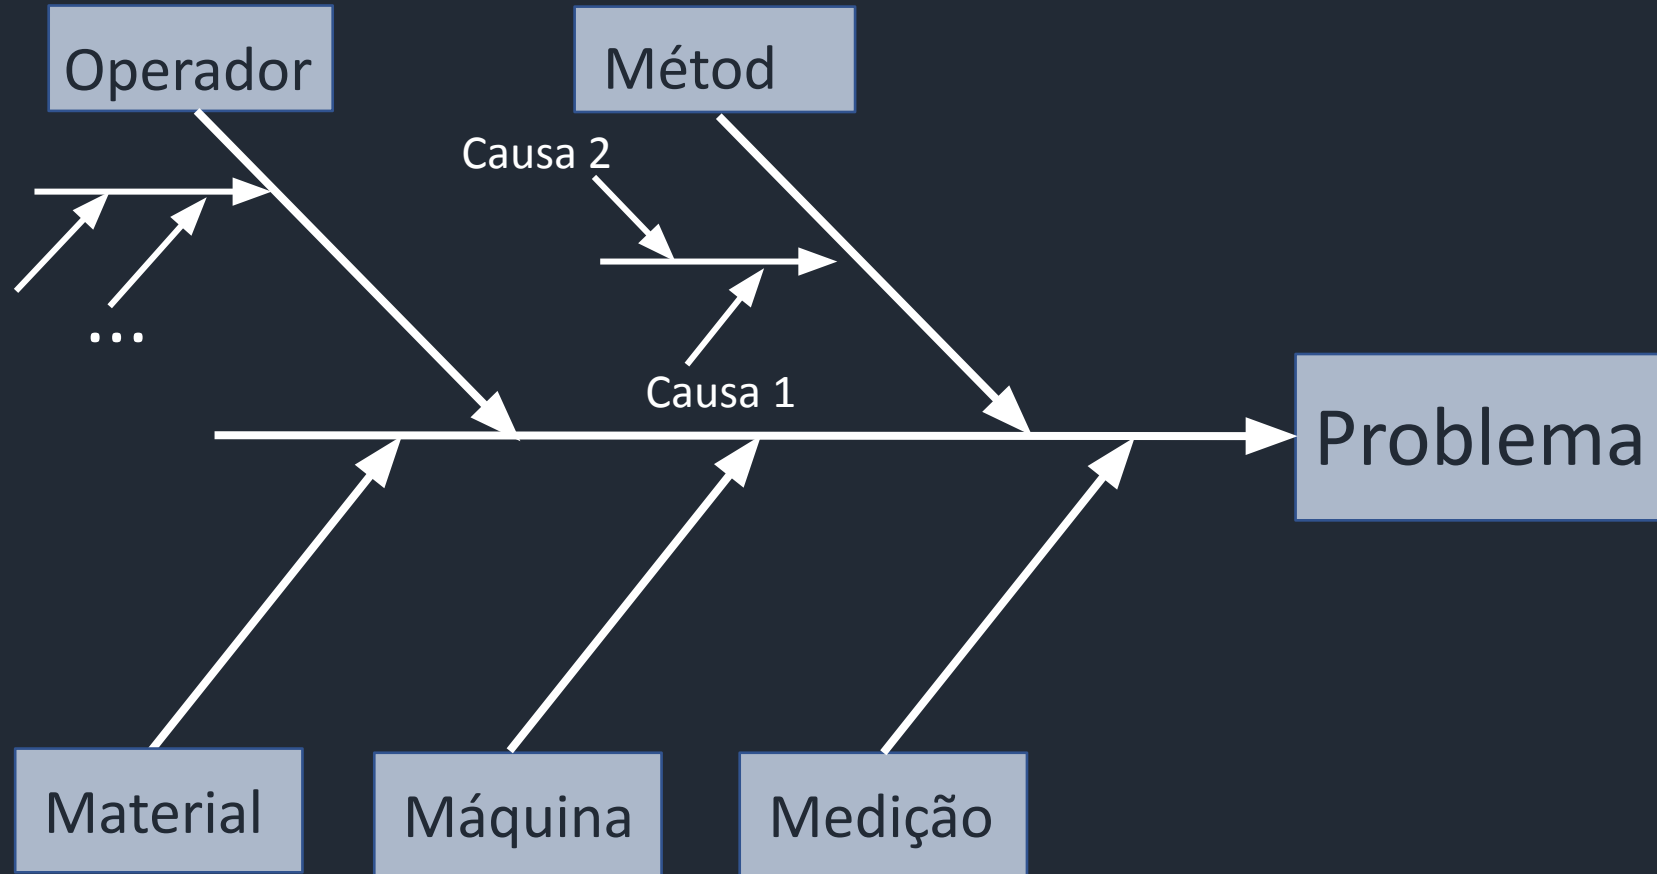 Operador
Métod
Causa 2
...
Causa 1
Problema
Material
Máquina
Medição